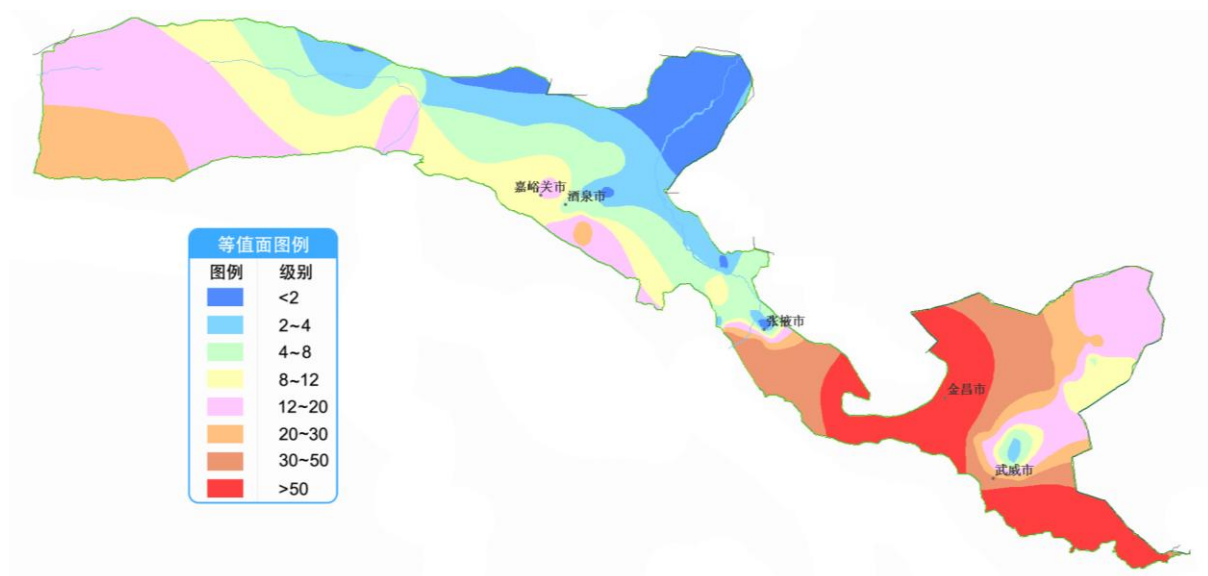 嘉峪关市
酒泉市
等值面图例
图例 级别
<2
2~4
4~8
8~12
12~20
20~30
30~50
>50
张掖市
金昌市
武威市